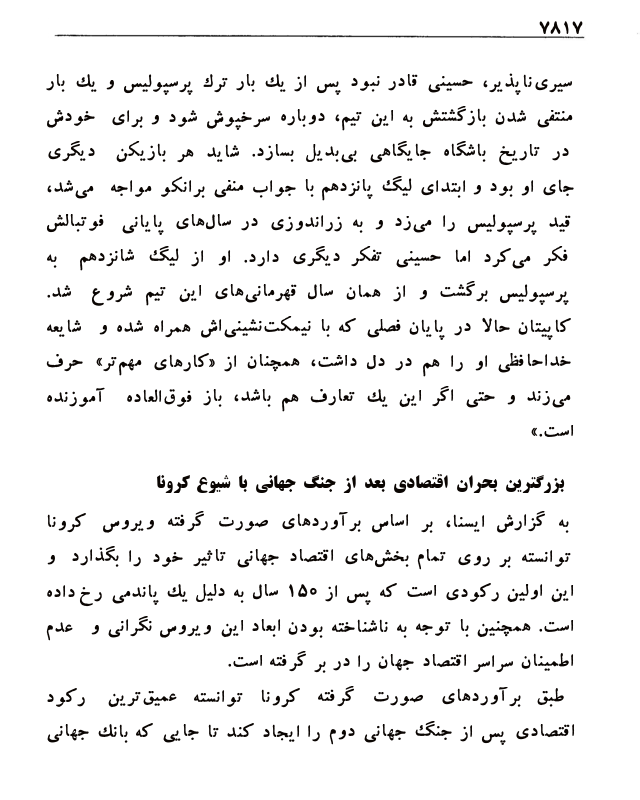 ۷۸۱۷
سیری‌ناپذیر، حسینی قادر نبود پس از یك بار ترك پرسپولیس و یك بار
منتفی شدن بازگشتش به این تیم، دوباره سرخپوش شود و برای خودش
در تاریخ باشگاه جایگاهی بی‌بدیل بسازد. شاید هر بازیکن دیگری
جای او بود و ابتدای لیگ پانزدهم با جواب منفی برانکو مواجه می‌شد،
قید پرسپولیس را می‌زد و به زراندوزی در سال‌های پایانی فوتبالش
فکر می‌کرد اما حسینی تفکر دیگری دارد. او از لیگ شانزدهم به
پرسپولیس برگشت و از همان سال قهرمانی‌های این تیم شروع شد.
کاپیتان حالا در پایان فصلی که با نیمکت‌نشینی‌اش همراه شده و شایعه
خداحافظی او را هم در دل داشت، همچنان از «کارهای مهم‌تر» حرف
می‌زند و حتی اگر این یك تعارف هم باشد، باز فوق‌العاده آموزنده
است.»
بزرگترین بحران اقتصادی بعد از جنگ جهانی با شیوع کرونا
به گزارش ایسنا، بر اساس برآوردهای صورت گرفته ویروس کرونا
توانسته بر روی تمام بخش‌های اقتصاد جهانی تاثیر خود را بگذارد و
این اولین رکودی است که پس از ۱۵۰ سال به دلیل یك پاندمی رخ‌داده
است. همچنین با توجه به ناشناخته بودن ابعاد این ویروس نگرانی و عدم
اطمینان سراسر اقتصاد جهان را در بر گرفته است.
طبق برآوردهای صورت گرفته کرونا توانسته عمیق‌ترین رکود
اقتصادی پس از جنگ جهانی دوم را ایجاد کند تا جایی که بانك جهانی